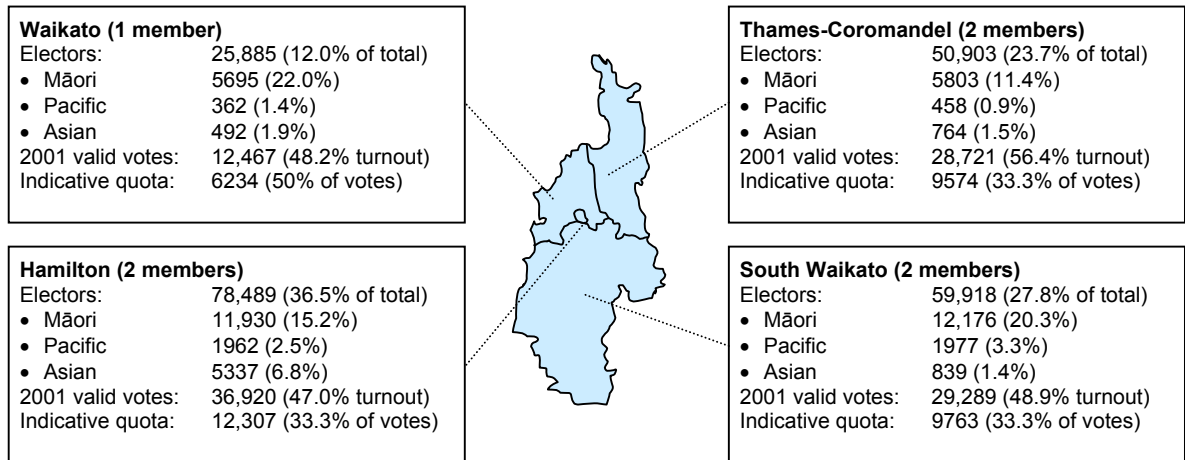 Waikato (1 member)
Electors: 25,885 (12.0% of total)
• Māori 5695 (22.0%)
• Pacific 362 (1.4%)
• Asian 492 (1.9%)
2001 valid votes: 12,467 (48.2% turnout)
Indicative quota: 6234 (50% of votes)
Thames-Coromandel (2 members)
Electors: 50,903 (23.7% of total)
• Māori 5803 (11.4%)
• Pacific 458 (0.9%)
• Asian 764 (1.5%)
2001 valid votes: 28,721 (56.4% turnout)
Indicative quota: 9574 (33.3% of votes)
Hamilton (2 members)
Electors: 78,489 (36.5% of total)
• Māori 11,930 (15.2%)
• Pacific 1962 (2.5%)
• Asian 5337 (6.8%)
2001 valid votes: 36,920 (47.0% turnout)
Indicative quota: 12,307 (33.3% of votes)
South Waikato (2 members)
Electors: 59,918 (27.8% of total)
• Māori 12,176 (20.3%)
• Pacific 1977 (3.3%)
• Asian 839 (1.4%)
2001 valid votes: 29,289 (48.9% turnout)
Indicative quota: 9763 (33.3% of votes)